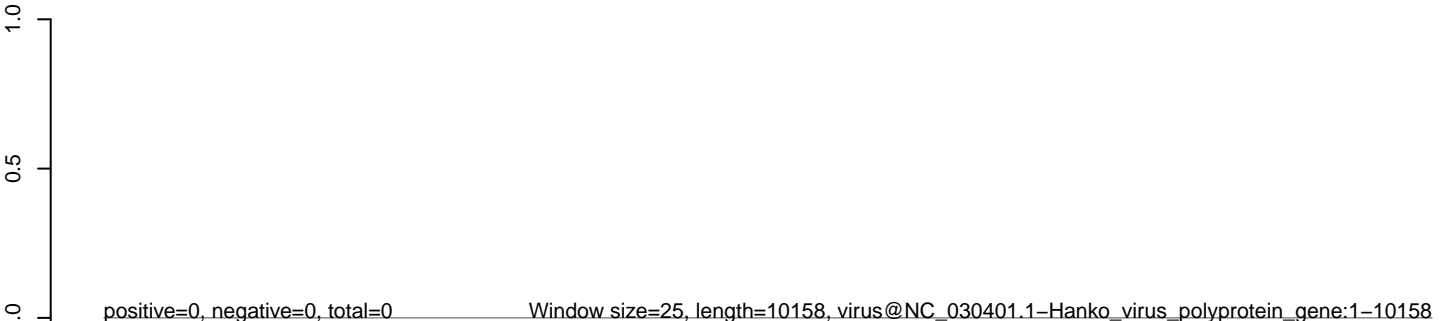 1.0
0.5
.0
positive=0, negative=0, total=0
Window size=25, length=10158, virus@NC_030401.1−Hanko_virus_polyprotein_gene:1−10158